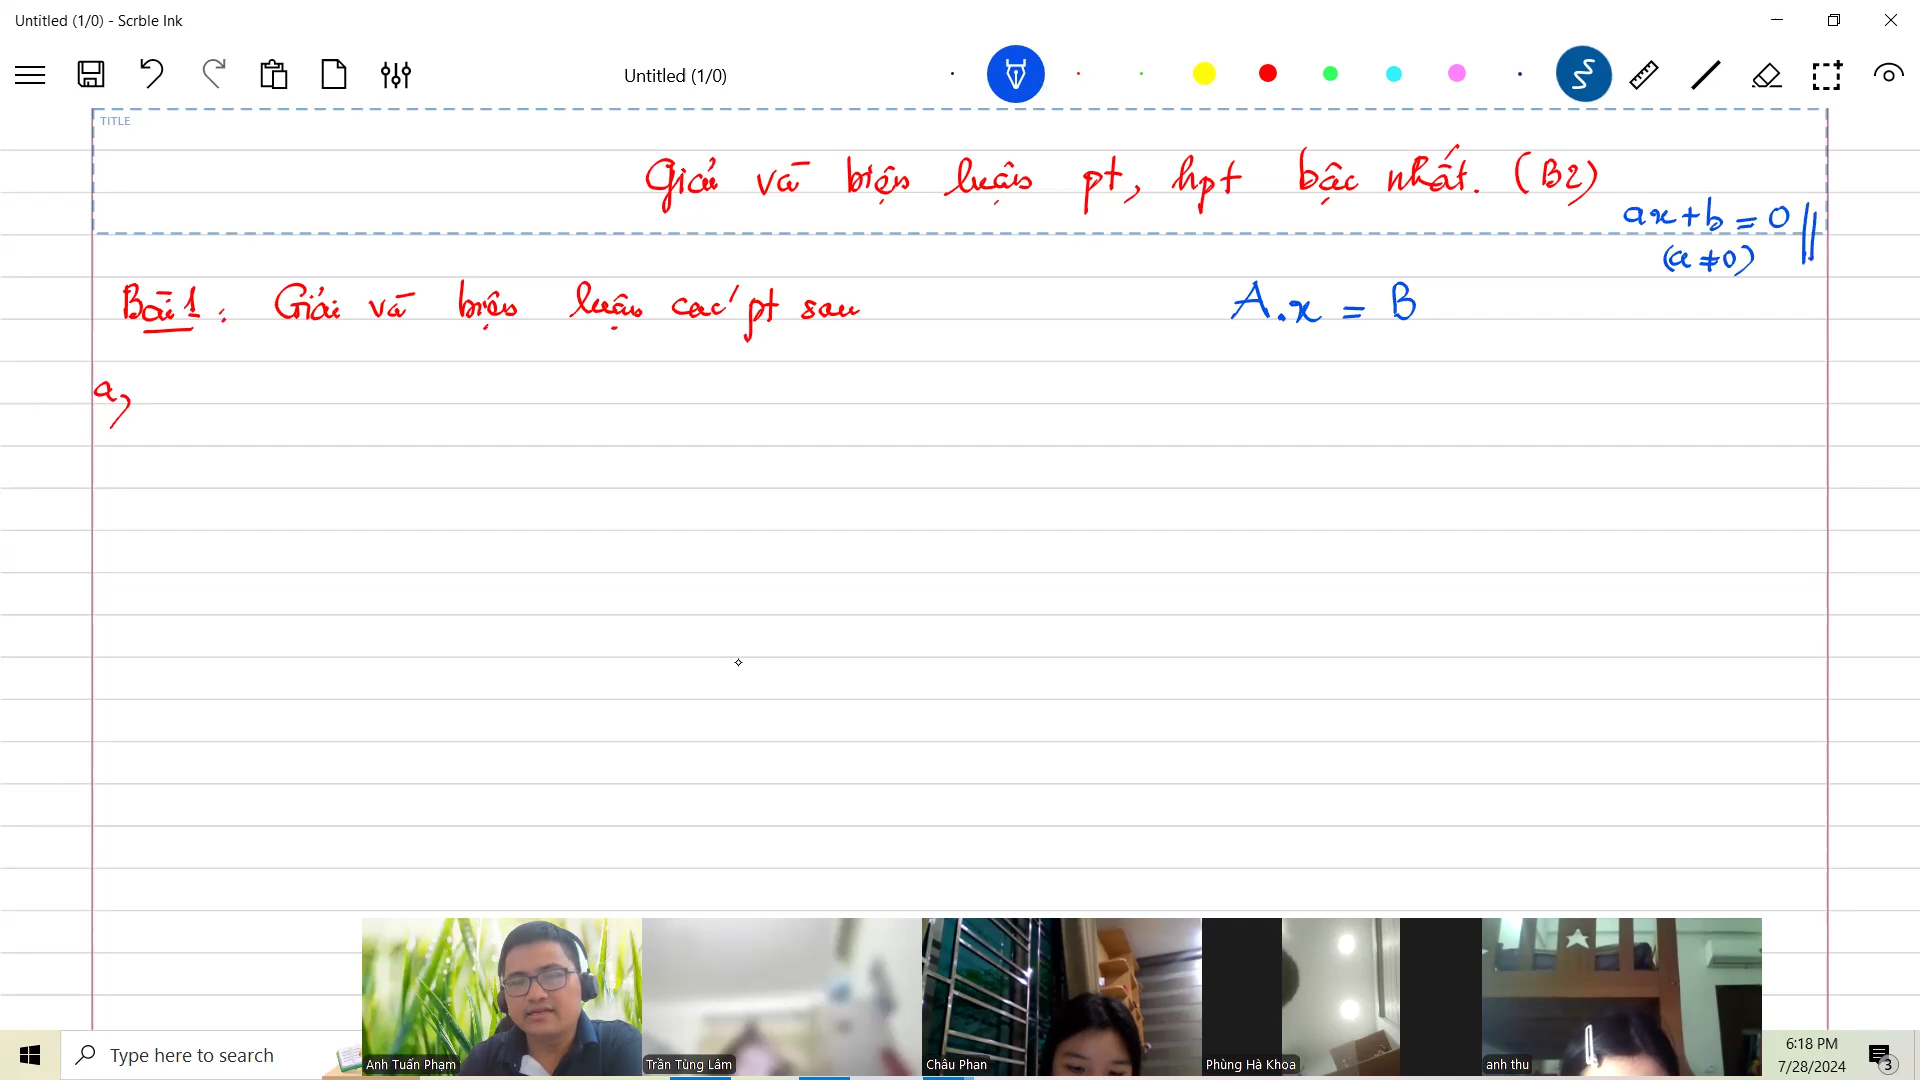 Untitled (1/0) - Scrble Ink
Untitled (1/0)
TITLE
Giải và biện luận pt, hpt bậc nhất. (B2)
ax + b = 0
(a ≠ 0)
Bài 1: Giải và biện luận các pt sau
A.x = B
a,
Anh Tuấn Phạm
Trần Tùng Lâm
Châu Phan
Phùng Hà Khoa
anh thu
Type here to search
6:18 PM
7/28/2024
3